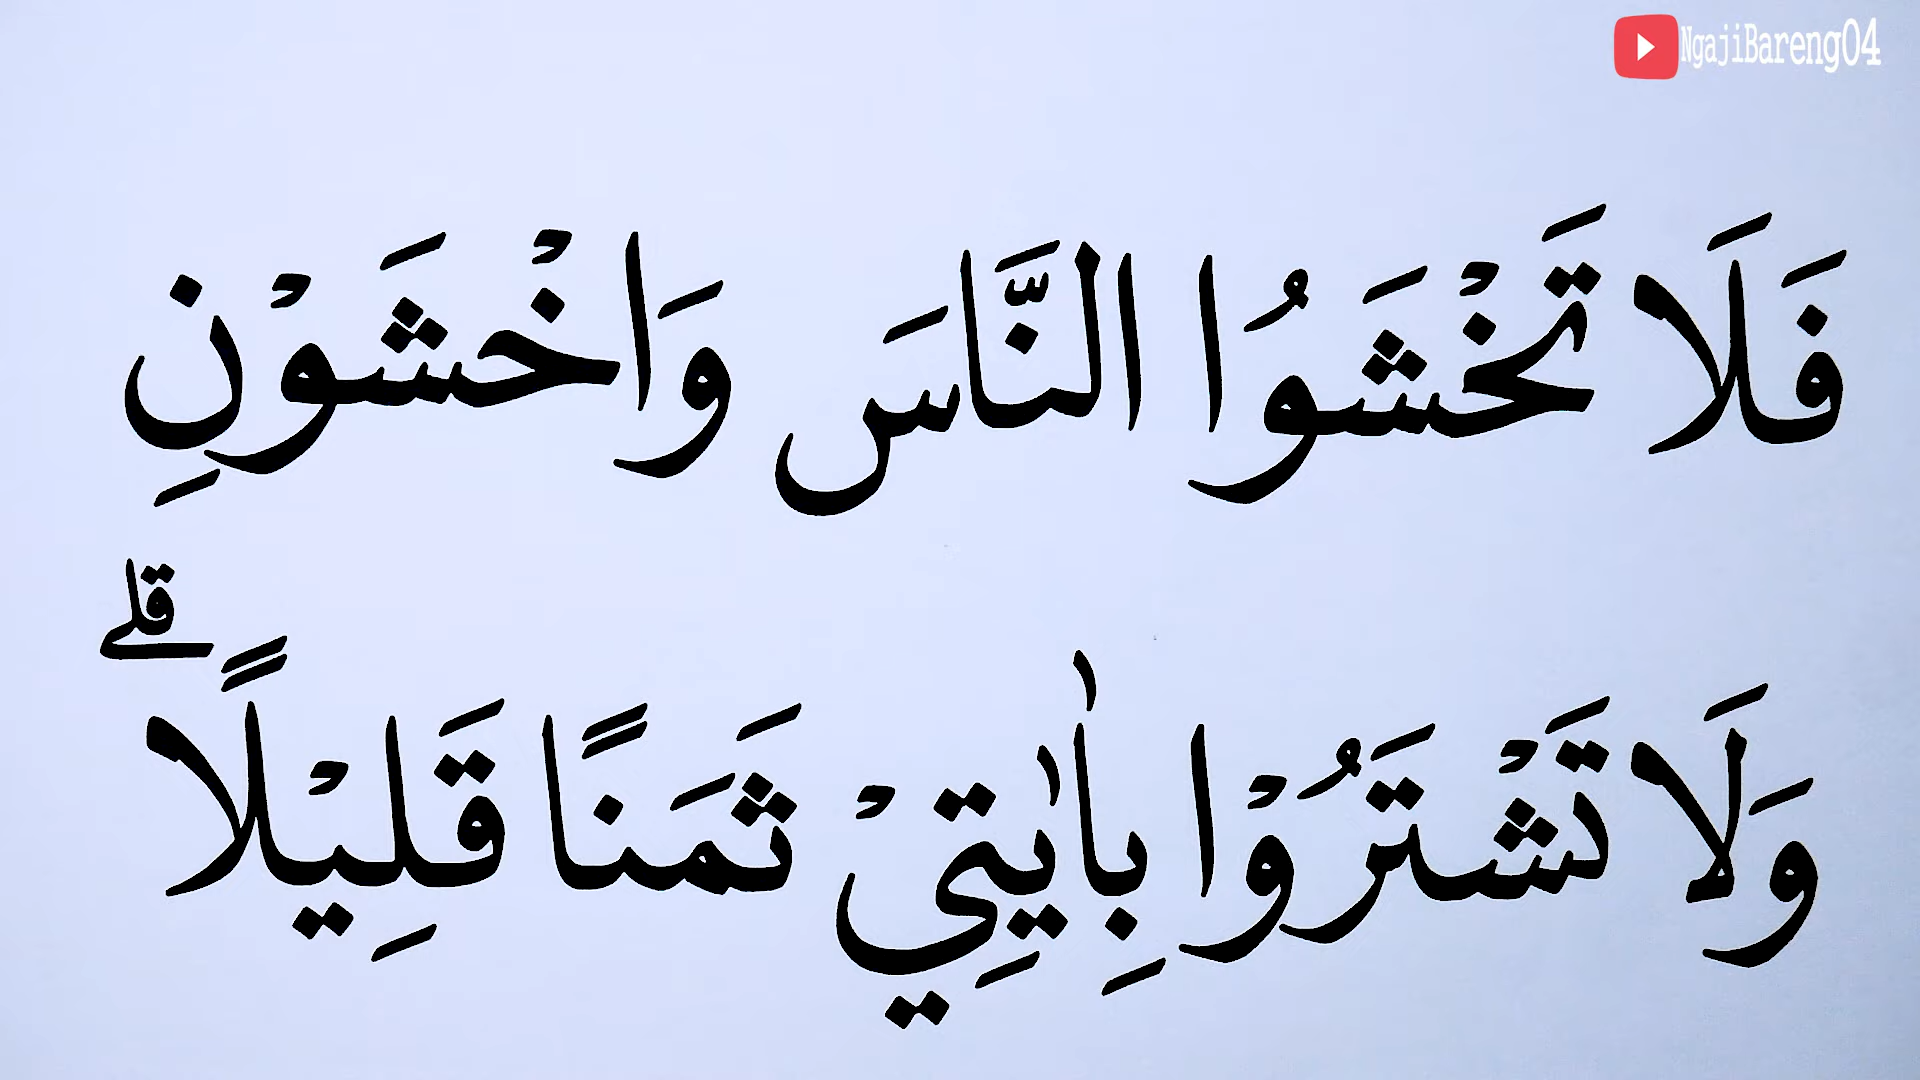 NgajiBareng04
فَلَا تَخْشَوُا النَّاسَ وَاخْشَوْنِ
وَلَا تَشْتَرُوْا بِاٰيٰتِيْ ثَمَنًا قَلِيْلًا ۗ